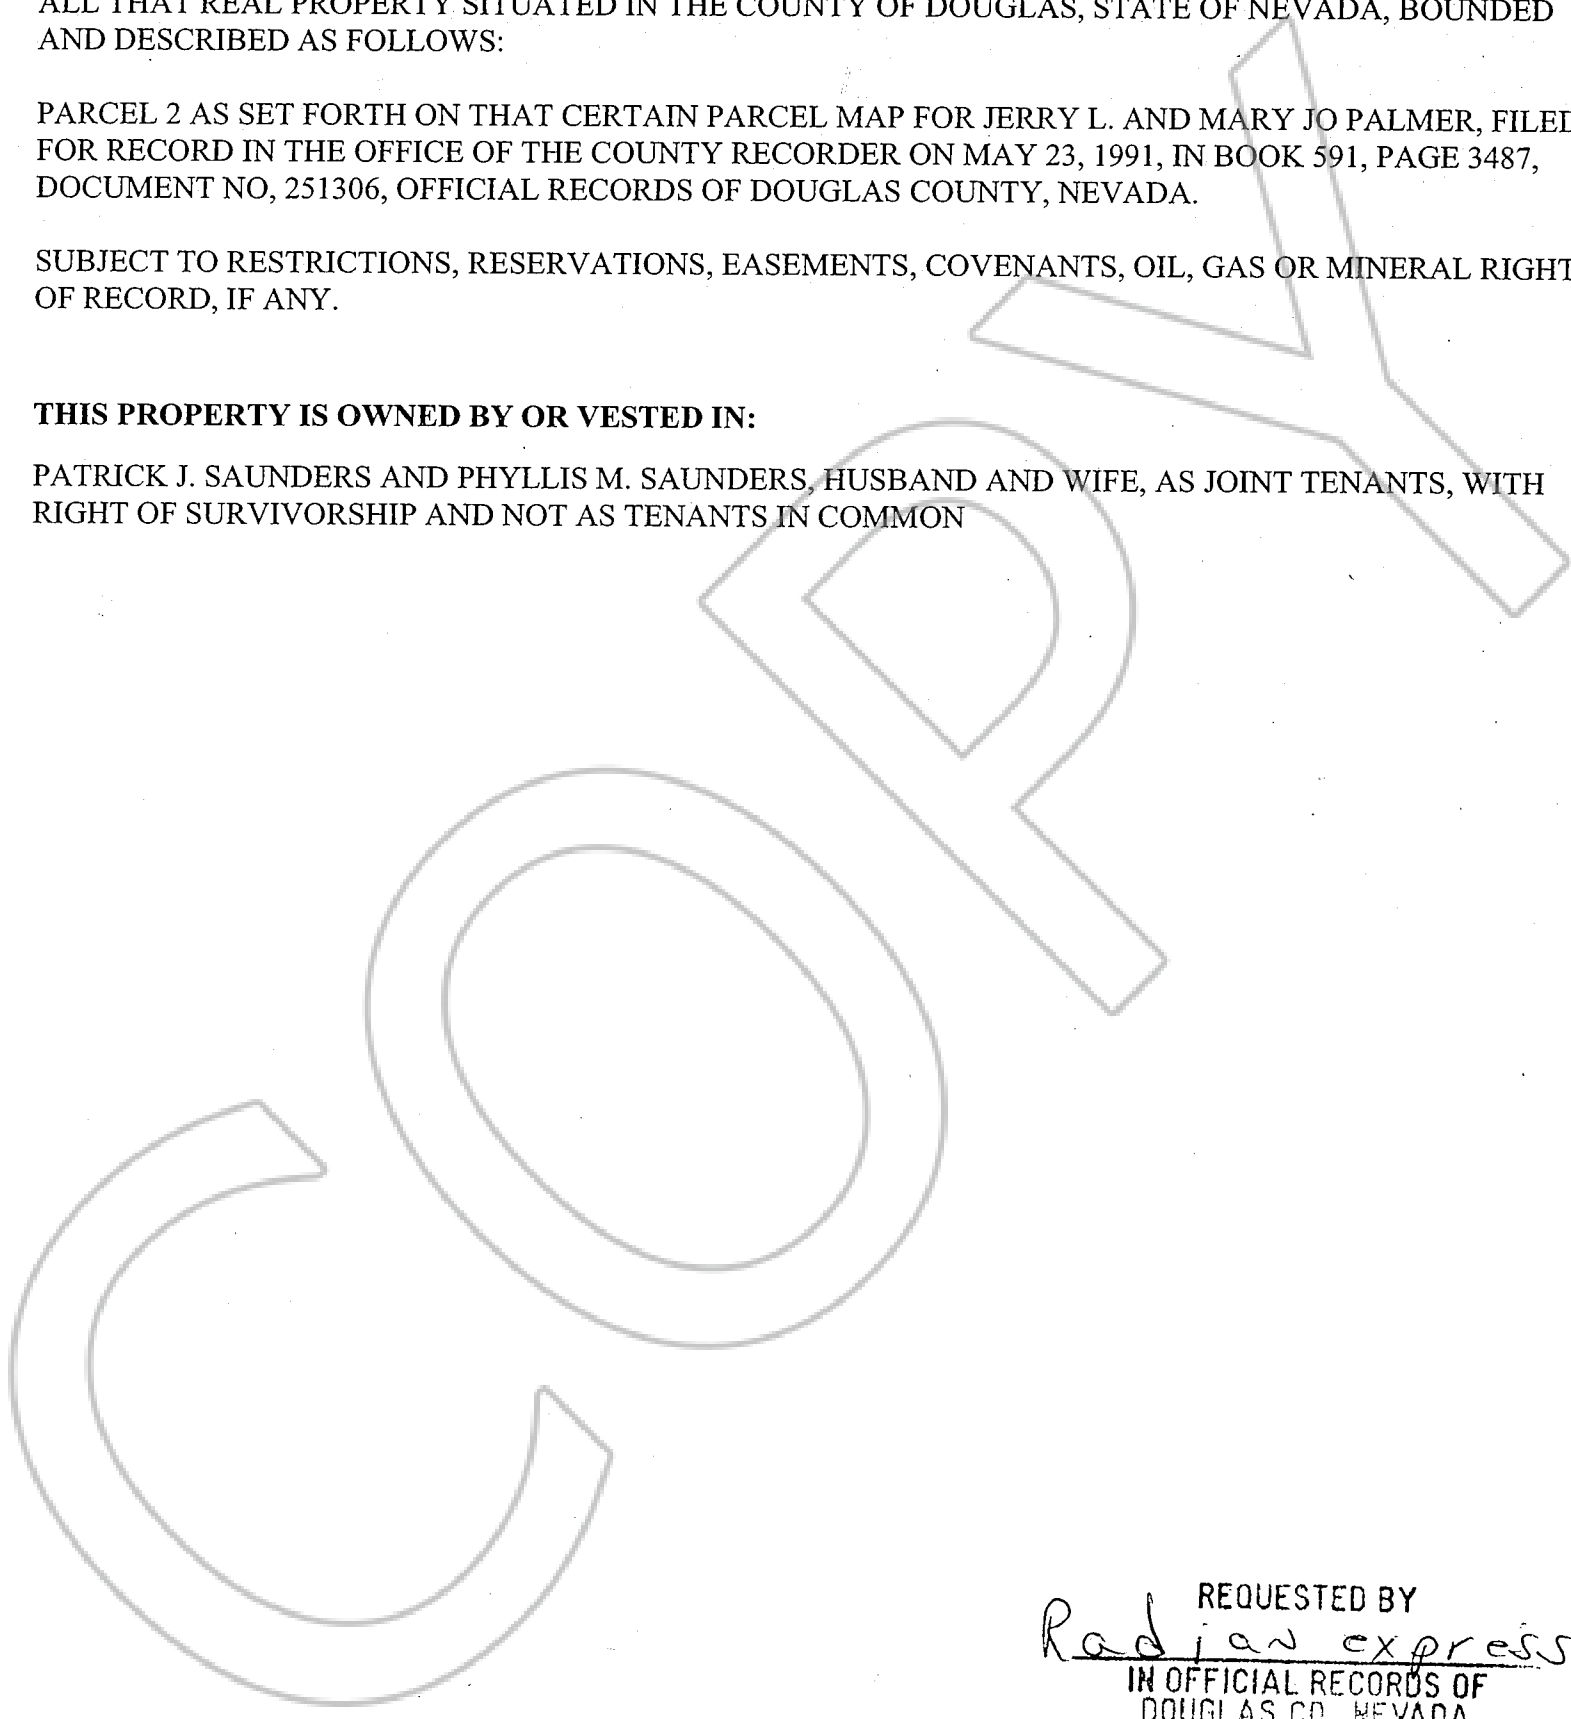 ALL THAT REAL PROPERTY SITUATED IN THE COUNTY OF DOUGLAS, STATE OF NEVADA, BOUNDED
AND DESCRIBED AS FOLLOWS:
PARCEL 2 AS SET FORTH ON THAT CERTAIN PARCEL MAP FOR JERRY L. AND MARY JO PALMER, FILED
FOR RECORD IN THE OFFICE OF THE COUNTY RECORDER ON MAY 23, 1991, IN BOOK 591, PAGE 3487,
DOCUMENT NO, 251306, OFFICIAL RECORDS OF DOUGLAS COUNTY, NEVADA.
SUBJECT TO RESTRICTIONS, RESERVATIONS, EASEMENTS, COVENANTS, OIL, GAS OR MINERAL RIGHT
OF RECORD, IF ANY.
THIS PROPERTY IS OWNED BY OR VESTED IN:
PATRICK J. SAUNDERS AND PHYLLIS M. SAUNDERS, HUSBAND AND WIFE, AS JOINT TENANTS, WITH
RIGHT OF SURVIVORSHIP AND NOT AS TENANTS IN COMMON
COPY
REQUESTED BY
Radian express
IN OFFICIAL RECORDS OF
DOUGLAS CO. NEVADA